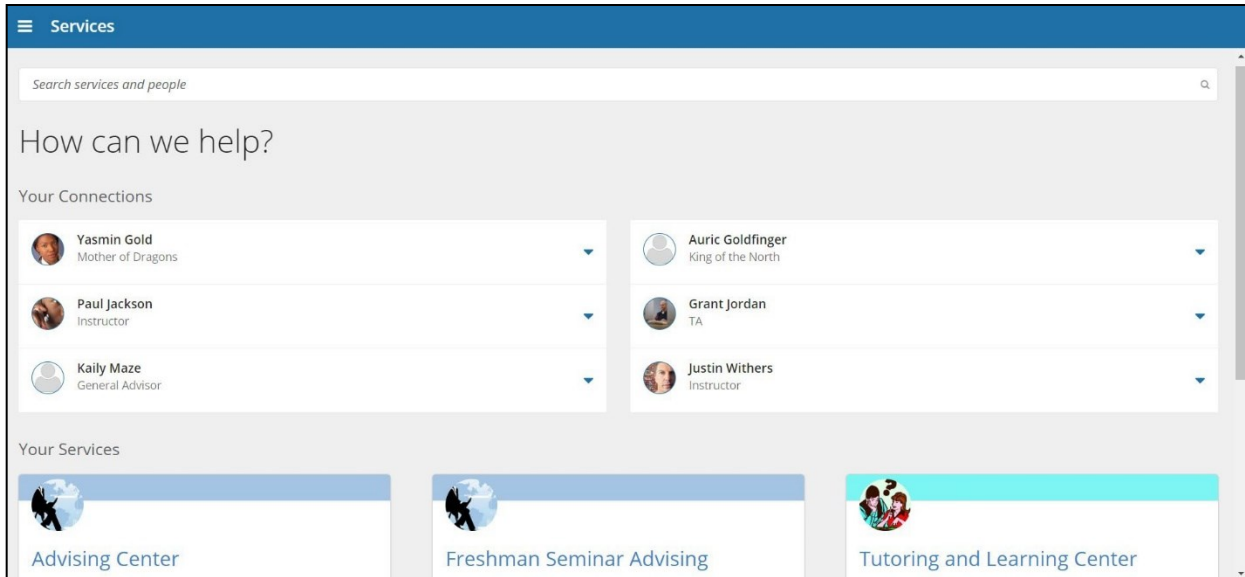 Services
Search services and people
How can we help?
Your Connections
Yasmin Gold
Mother of Dragons
Auric Goldfinger
King of the North
Paul Jackson
Instructor
Grant Jordan
TA
Kaily Maze
General Advisor
Justin Withers
Instructor
Your Services
?
Advising Center
Freshman Seminar Advising
Tutoring and Learning Center